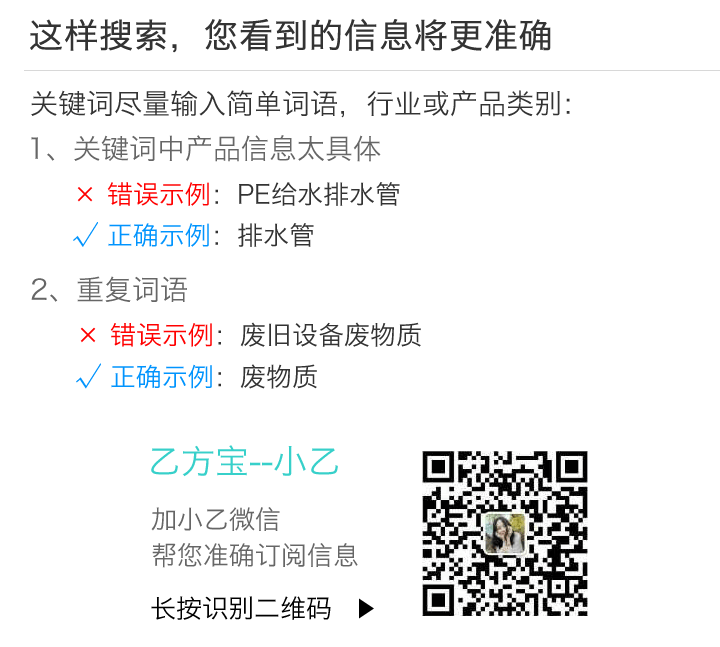 这样搜索，您看到的信息将更准确
关键词尽量输入简单词语，行业或产品类别：
1、关键词中产品信息太具体
× 错误示例：PE给水排水管
√ 正确示例：排水管
2、重复词语
× 错误示例：废旧设备废物质
√ 正确示例：废物质
乙方宝--小乙
加小乙微信
帮您准确订阅信息
长按识别二维码